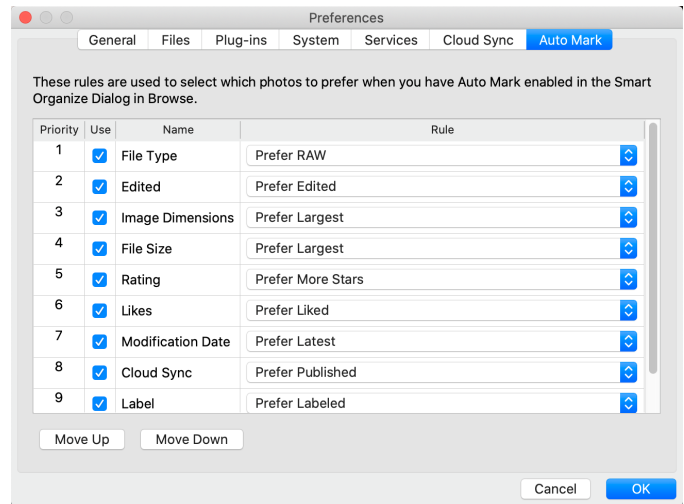 Preferences
General Files Plug-ins System Services Cloud Sync Auto Mark
These rules are used to select which photos to prefer when you have Auto Mark enabled in the Smart
Organize Dialog in Browse.
Priority Use Name Rule
1 File Type Prefer RAW
2 Edited Prefer Edited
3 Image Dimensions Prefer Largest
4 File Size Prefer Largest
5 Rating Prefer More Stars
6 Likes Prefer Liked
7 Modification Date Prefer Latest
8 Cloud Sync Prefer Published
9 Label Prefer Labeled
Move Up Move Down
Cancel OK